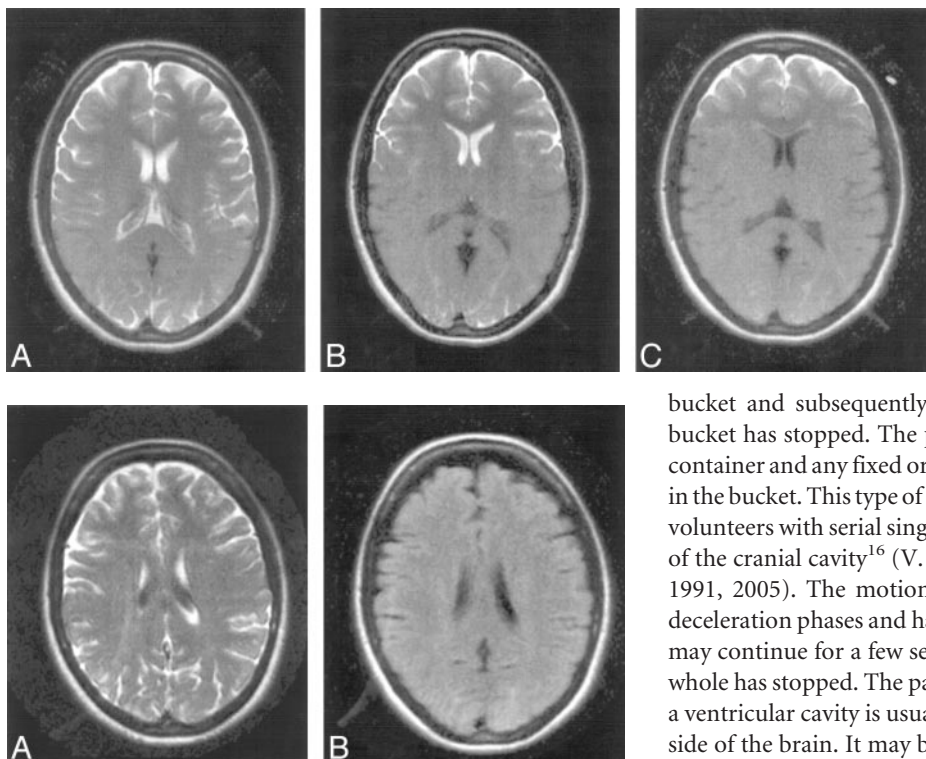 A
B
C
A
B
bucket and subsequently
bucket has stopped. The p
container and any fixed or
in the bucket. This type of
volunteers with serial sing
of the cranial cavity¹⁶ (V.
1991, 2005). The motion
deceleration phases and ha
may continue for a few se
whole has stopped. The pa
a ventricular cavity is usua
side of the brain. It may b